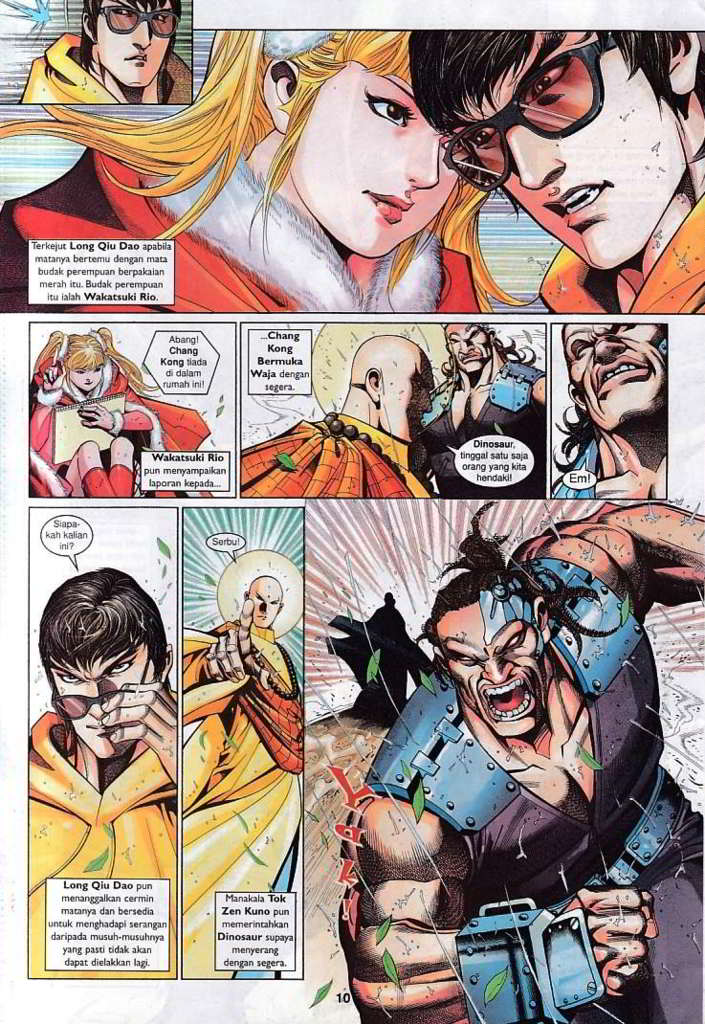 Terkejut Long Qiu Dao apabila
matanya bertemu dengan mata
budak perempuan berpakaian
merah itu. Budak perempuan
itu ialah Wakatsuki Rio.
Abang!
Chang
Kong tiada
di dalam
rumah ini!
Wakatsuki Rio
pun menyampaikan
laporan kepada...
...Chang
Kong
Bermuka
Waja dengan
segera.
Dinosaur,
tinggal satu saja
orang yang kita
hendaki!
Em!
Siapa-
kah kalian
ini?
Long Qiu Dao pun
menanggalkan cermin
matanya dan bersedia
untuk menghadapi serangan
daripada musuh-musuhnya
yang pasti tidak akan
dapat dielakkan lagi.
Serbu!
Manakala Tok
Zen Kuno pun
memerintahkan
Dinosaur supaya
menyerang
dengan segera.
Yaak!
10